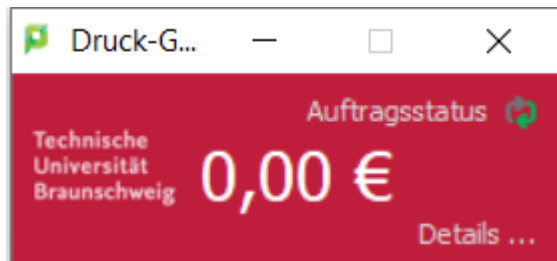 Druck-G...
Auftragsstatus
Technische
Universität
Braunschweig
0,00 €
Details ...